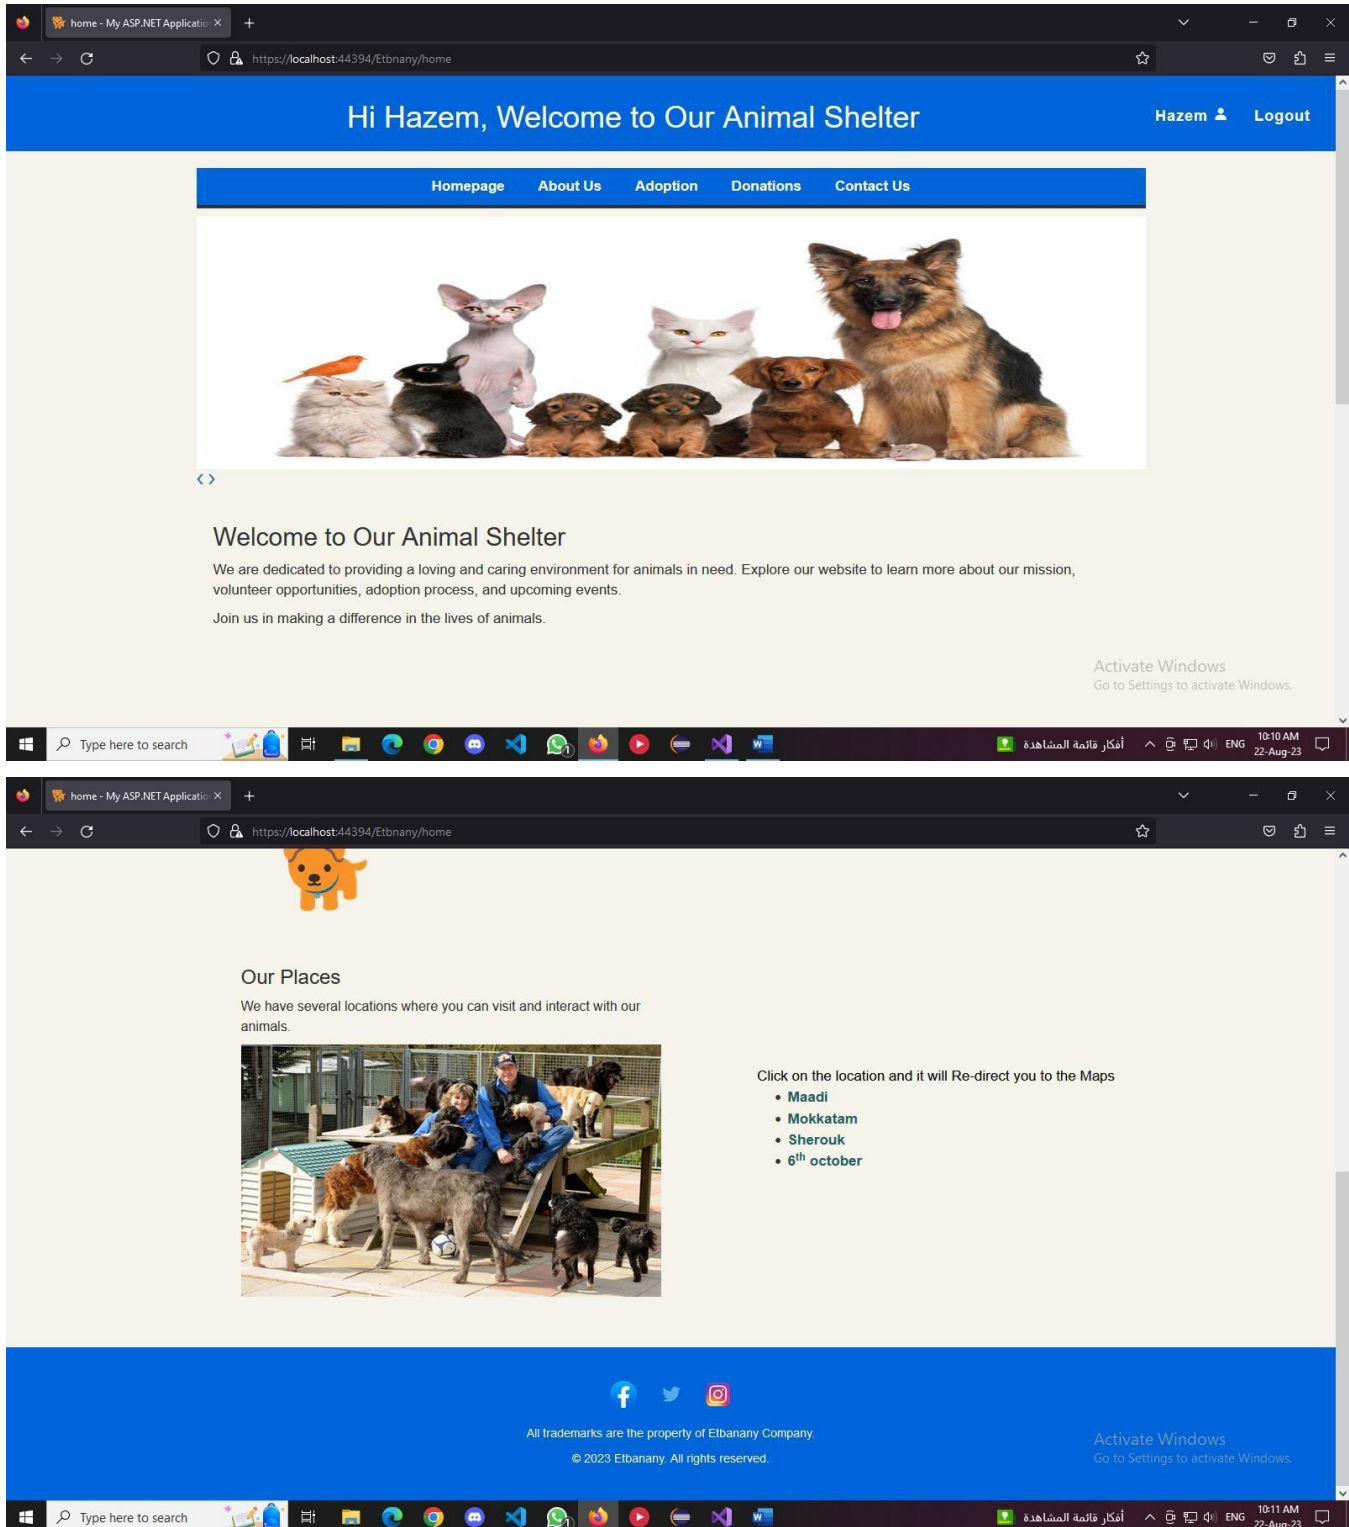 home - My ASP.NET Applicatio
https://localhost:44394/Etbnany/home
Hi Hazem, Welcome to Our Animal Shelter
Hazem Logout
Homepage About Us Adoption Donations Contact Us
Welcome to Our Animal Shelter
We are dedicated to providing a loving and caring environment for animals in need. Explore our website to learn more about our mission,
volunteer opportunities, adoption process, and upcoming events.
Join us in making a difference in the lives of animals.
Activate Windows
Go to Settings to activate Windows.
Type here to search
أفكار قائمة المشاهدة
ENG
10:10 AM
22-Aug-23
home - My ASP.NET Applicatio
https://localhost:44394/Etbnany/home
Our Places
We have several locations where you can visit and interact with our
animals.
Click on the location and it will Re-direct you to the Maps
• Maadi
• Mokkatam
• Sherouk
• 6th october
All trademarks are the property of Etbanany Company.
© 2023 Etbanany. All rights reserved.
Activate Windows
Go to Settings to activate Windows.
Type here to search
أفكار قائمة المشاهدة
ENG
10:11 AM
22-Aug-23